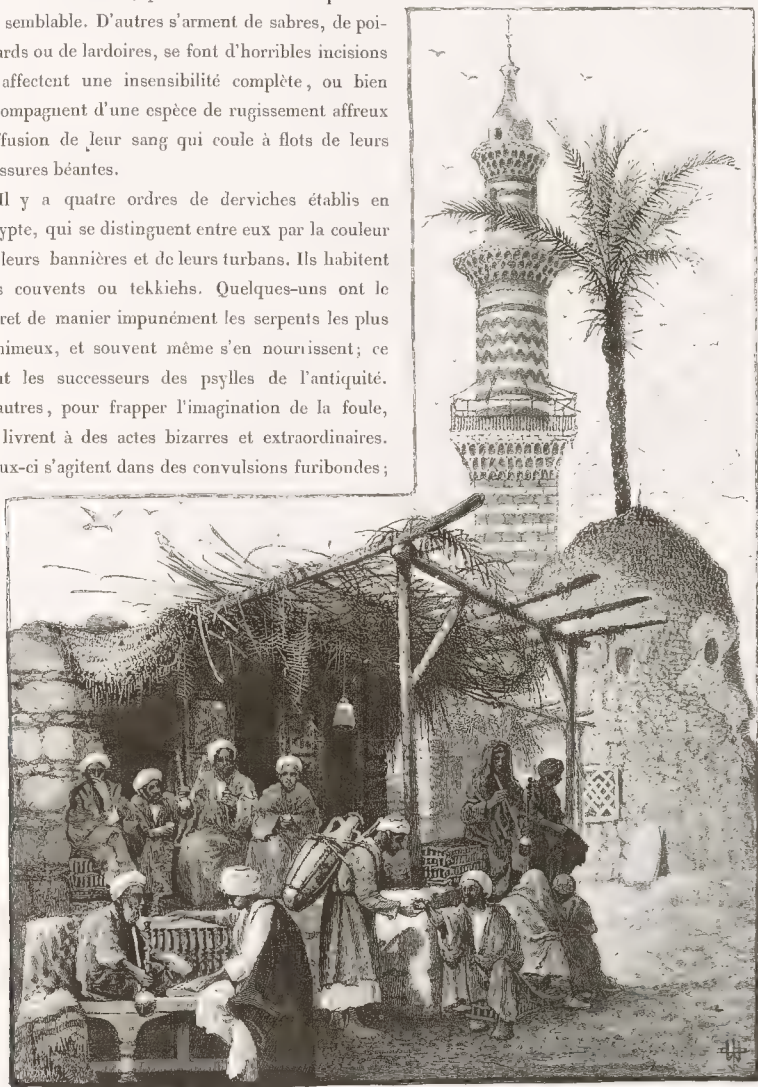 semblable. D'autres s'arment de sabres, de poi-
ards ou de lardoires, se font d'horribles incisions
affectent une insensibilité complète, ou bien
compagnent d'une espèce de rugissement affreux
fusion de leur sang qui coule à flots de leurs
ssures béantes.
Il y a quatre ordres de derviches établis en
ypte, qui se distinguent entre eux par la couleur
leurs bannières et de leurs turbans. Ils habitent
s couvents ou tekkiehs. Quelques-uns ont le
ret de manier impunément les serpents les plus
nimeux, et souvent même s'en nourrissent; ce
nt les successeurs des psylles de l'antiquité.
autres, pour frapper l'imagination de la foule,
livrent à des actes bizarres et extraordinaires.
ux-ci s'agitent dans des convulsions furibondes;